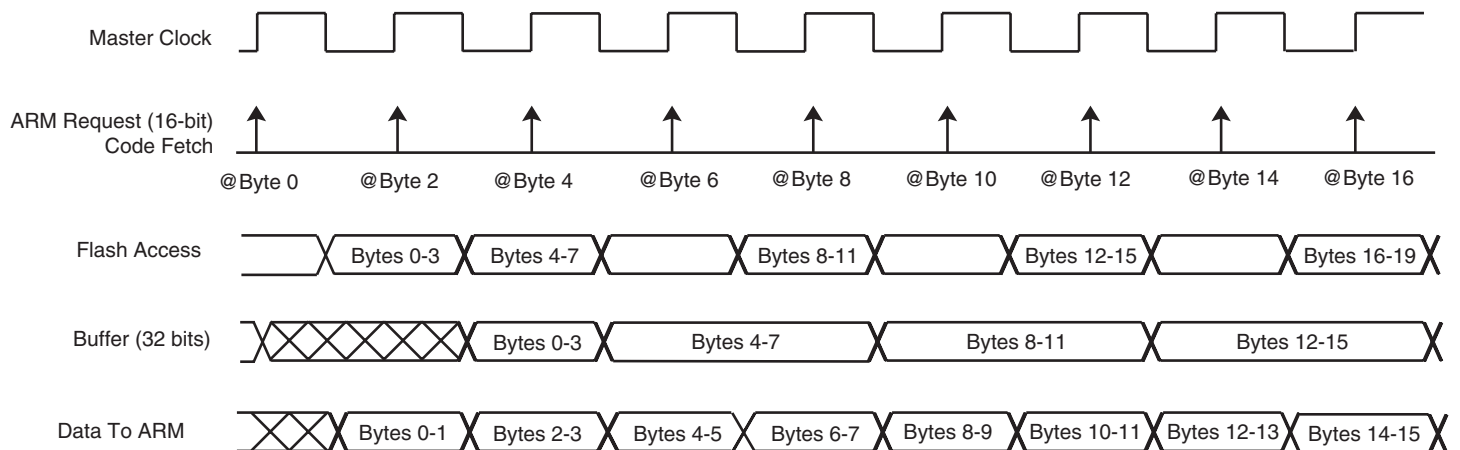 Master Clock
ARM Request (16-bit)
Code Fetch
@Byte 0 @Byte 2 @Byte 4 @Byte 6 @Byte 8 @Byte 10 @Byte 12 @Byte 14 @Byte 16
Flash Access Bytes 0-3 Bytes 4-7 Bytes 8-11 Bytes 12-15 Bytes 16-19
Buffer (32 bits) Bytes 0-3 Bytes 4-7 Bytes 8-11 Bytes 12-15
Data To ARM Bytes 0-1 Bytes 2-3 Bytes 4-5 Bytes 6-7 Bytes 8-9 Bytes 10-11 Bytes 12-13 Bytes 14-15